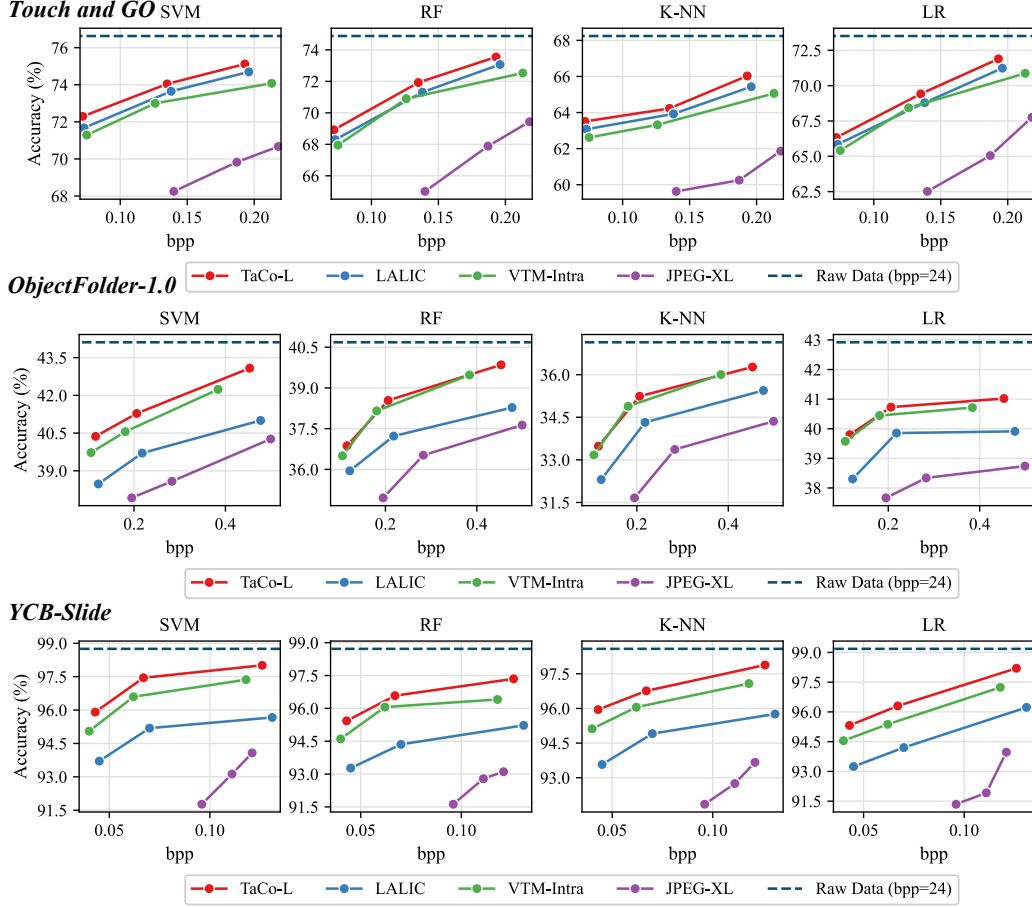 Touch and GO
SVM RF K-NN LR
Accuracy (%)
76 74 72 70 68
74 72 70 68 66
68 66 64 62 60
72.5 70.0 67.5 65.0 62.5
0.10 0.15 0.20 0.10 0.15 0.20 0.10 0.15 0.20 0.10 0.15 0.20
bpp bpp bpp bpp
TaCo-L LALIC VTM-Intra JPEG-XL Raw Data (bpp=24)
ObjectFolder-1.0
SVM RF K-NN LR
Accuracy (%)
43.5 42.0 40.5 39.0
40.5 39.0 37.5 36.0
36.0 34.5 33.0 31.5
43 42 41 40 39 38
0.2 0.4 0.2 0.4 0.2 0.4 0.2 0.4
bpp bpp bpp bpp
TaCo-L LALIC VTM-Intra JPEG-XL Raw Data (bpp=24)
YCB-Slide
SVM RF K-NN LR
Accuracy (%)
99.0 97.5 96.0 94.5 93.0 91.5
99.0 97.5 96.0 94.5 93.0 91.5
97.5 96.0 94.5 93.0
99.0 97.5 96.0 94.5 93.0 91.5
0.05 0.10 0.05 0.10 0.05 0.10 0.05 0.10
bpp bpp bpp bpp
TaCo-L LALIC VTM-Intra JPEG-XL Raw Data (bpp=24)